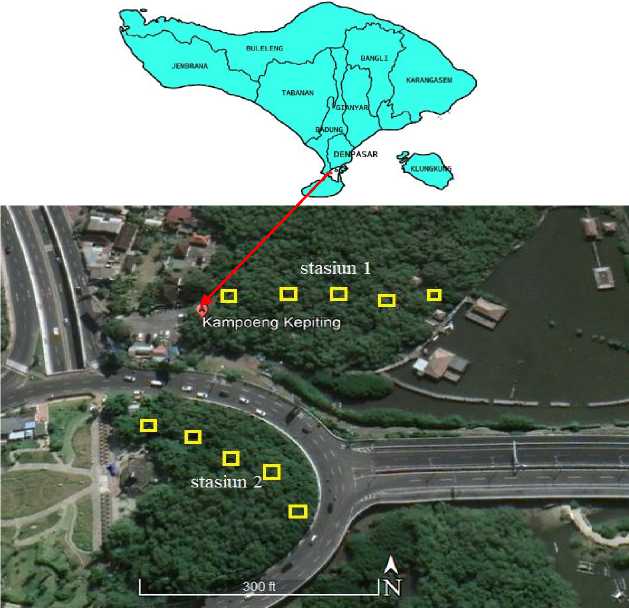 BULELENG
JEMBRANA
BANGLI
KARANGASEM
TABANAN
GIANYAR
BADUNG
DENPASAR
KLUNGKUNG
stasiun 1
Kampoeng Kepiting
stasiun 2
300 ft
N